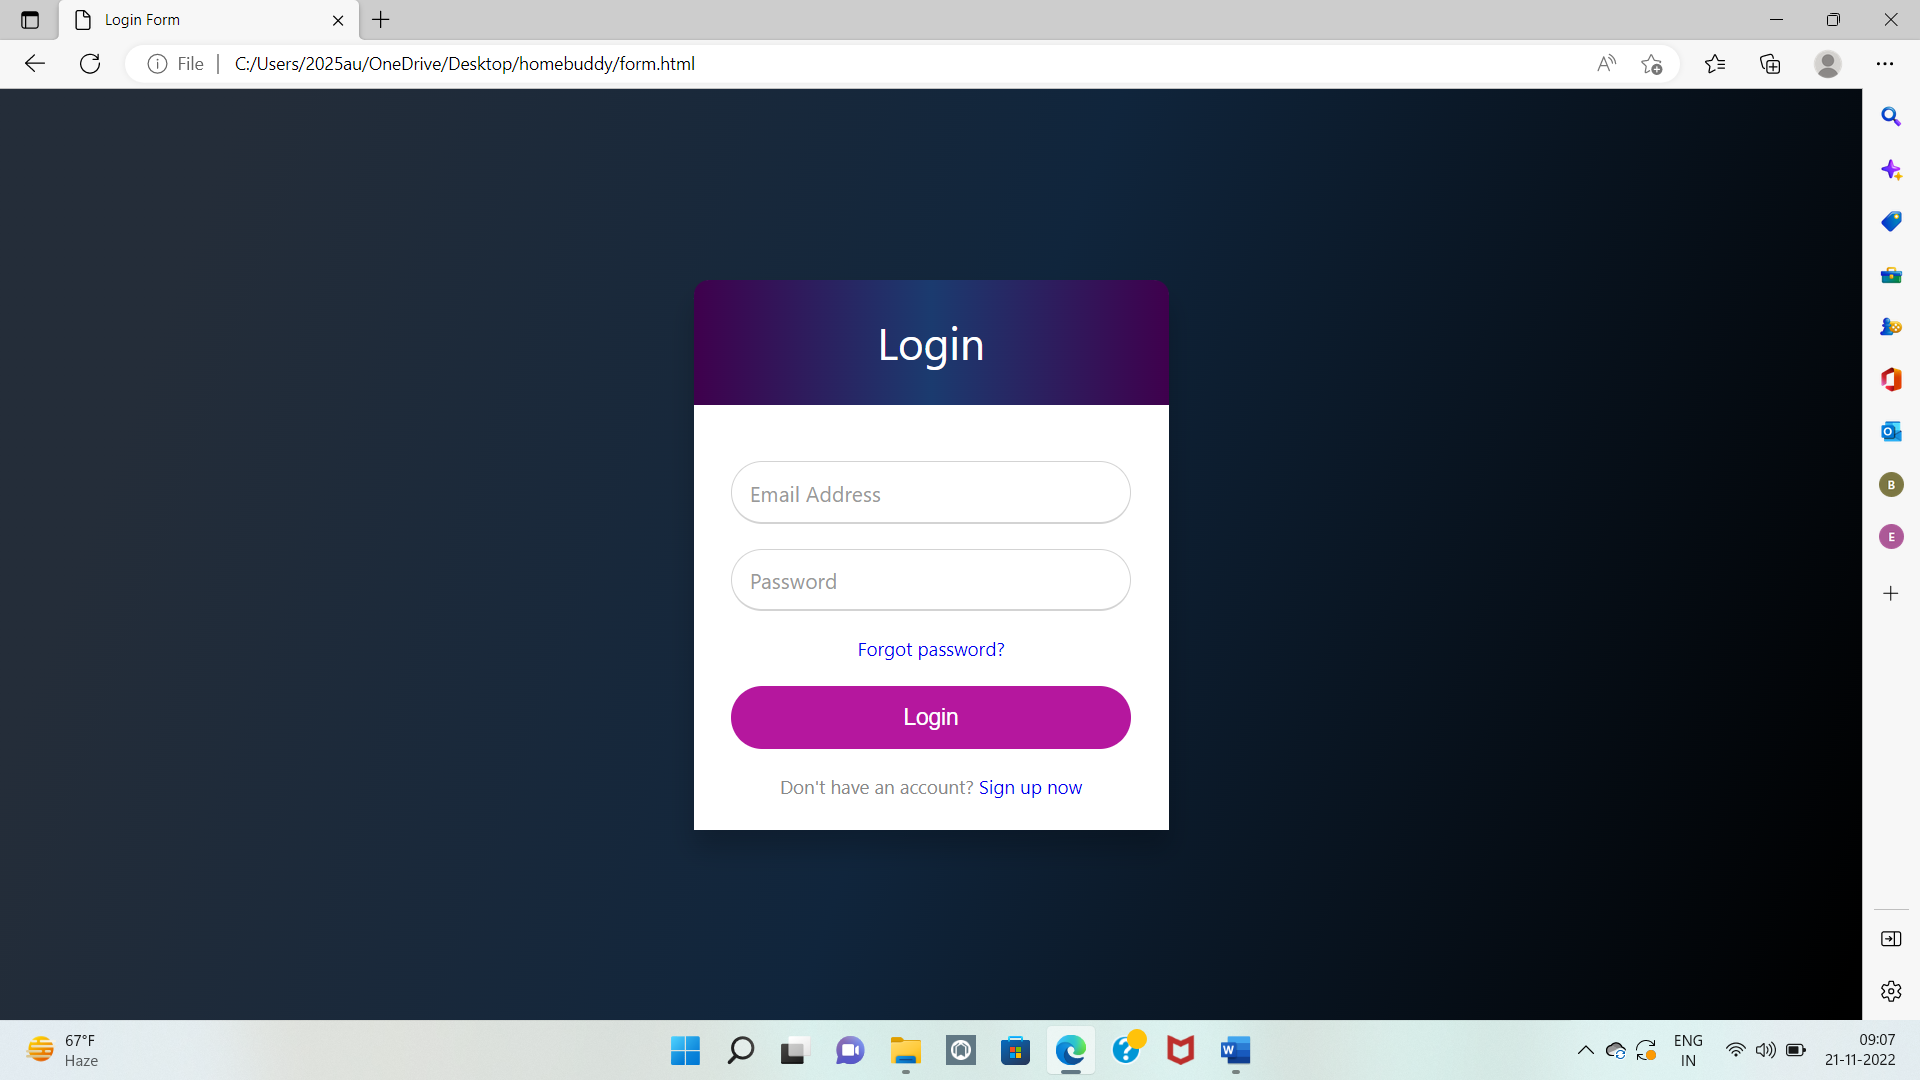 Login Form
File
C:/Users/2025au/OneDrive/Desktop/homebuddy/form.html
Login
Email Address
Password
Forgot password?
Login
Don't have an account? Sign up now
B
E
67°F
Haze
W
ENG
IN
09:07
21-11-2022